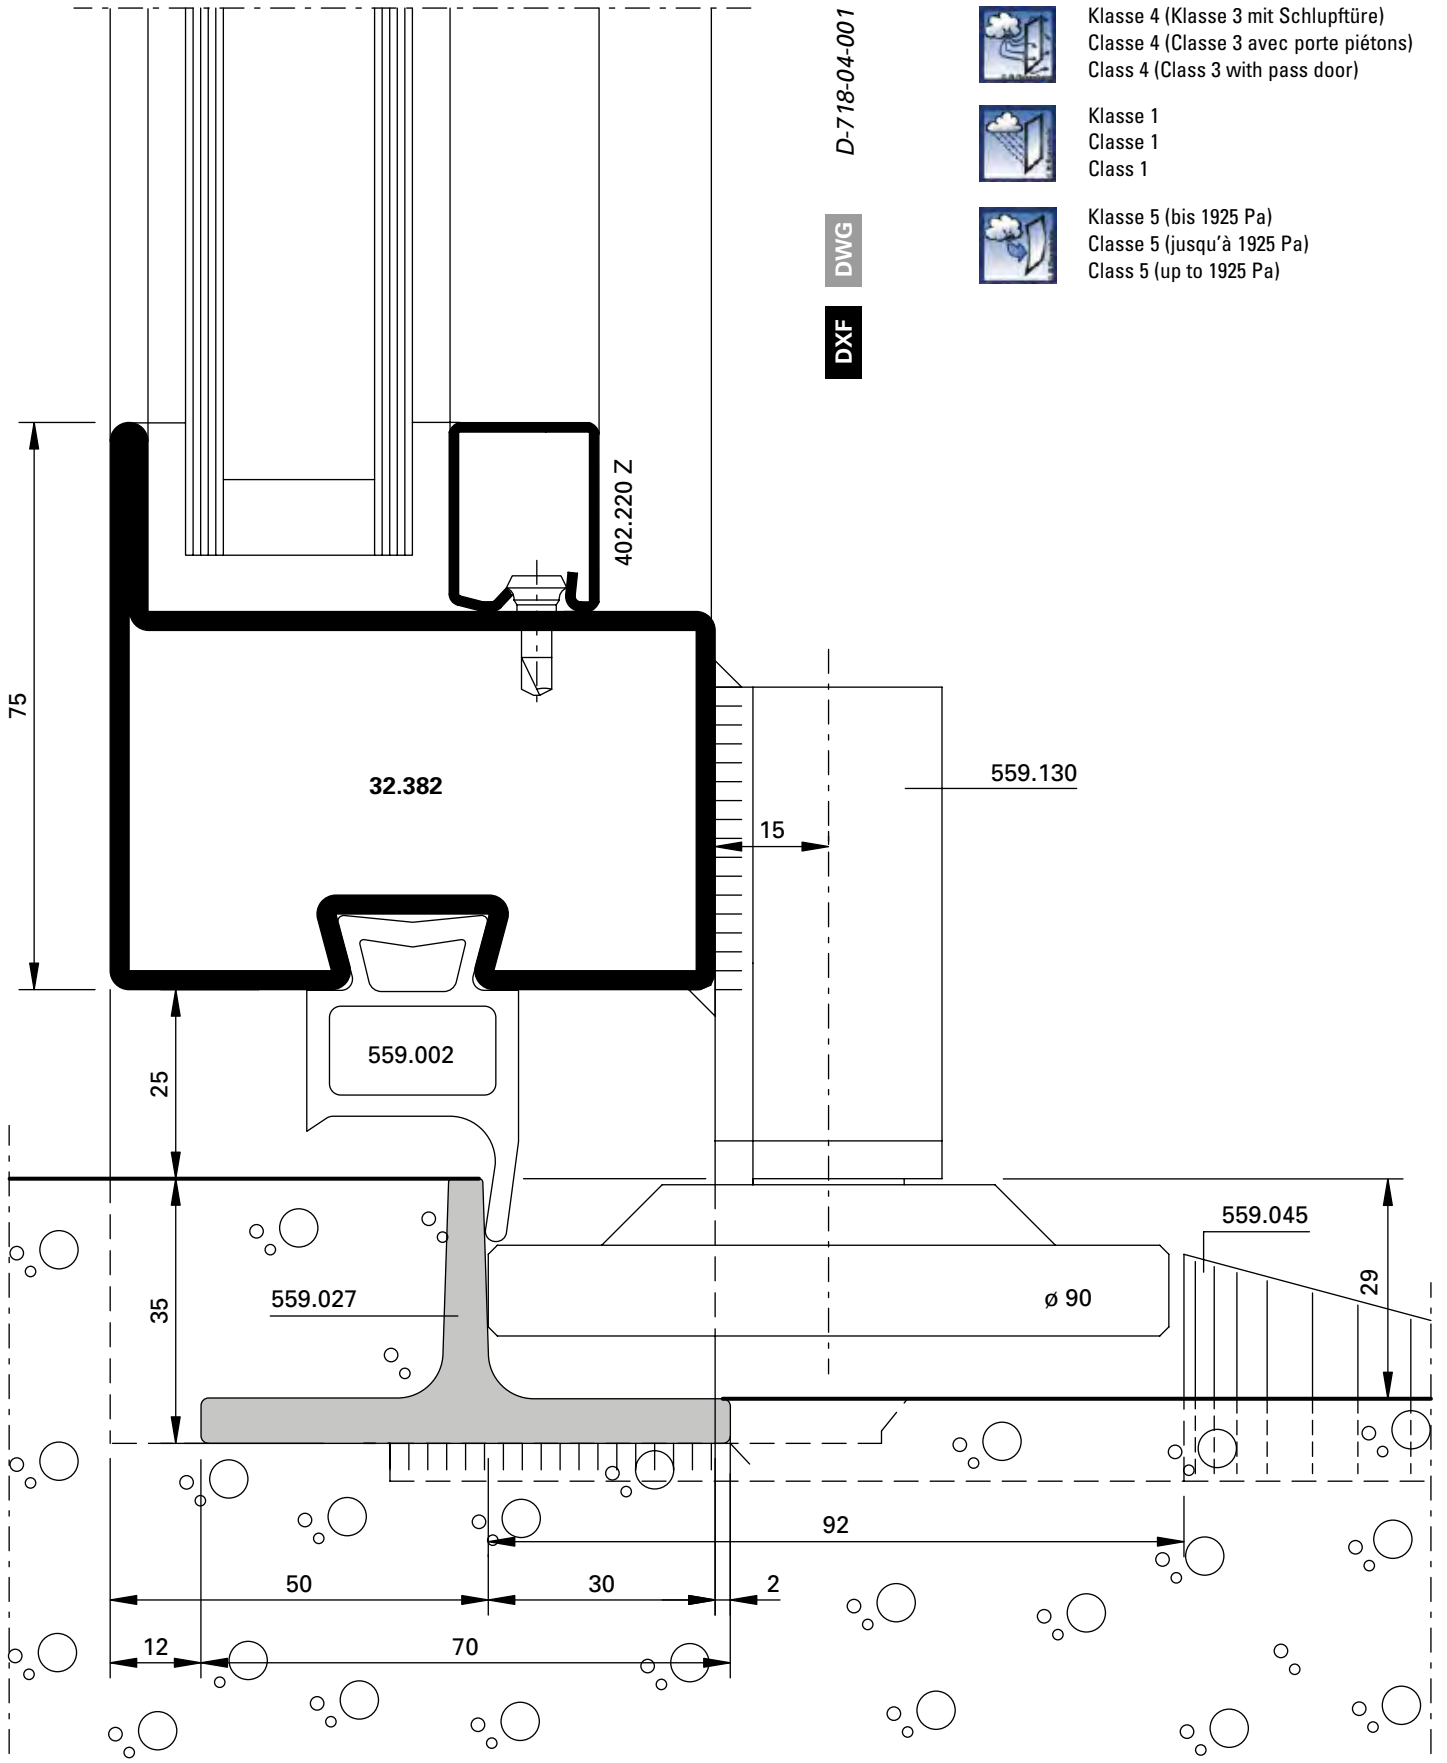 D-718-04-001
DWG
DXF
Klasse 4 (Klasse 3 mit Schlupftüre)
Classe 4 (Classe 3 avec porte piétons)
Class 4 (Class 3 with pass door)
Klasse 1
Classe 1
Class 1
Klasse 5 (bis 1925 Pa)
Classe 5 (jusqu'à 1925 Pa)
Class 5 (up to 1925 Pa)
402.220 Z
75
32.382
559.130
15
559.002
25
559.045
35
559.027
ø 90
29
92
50
30
2
12
70